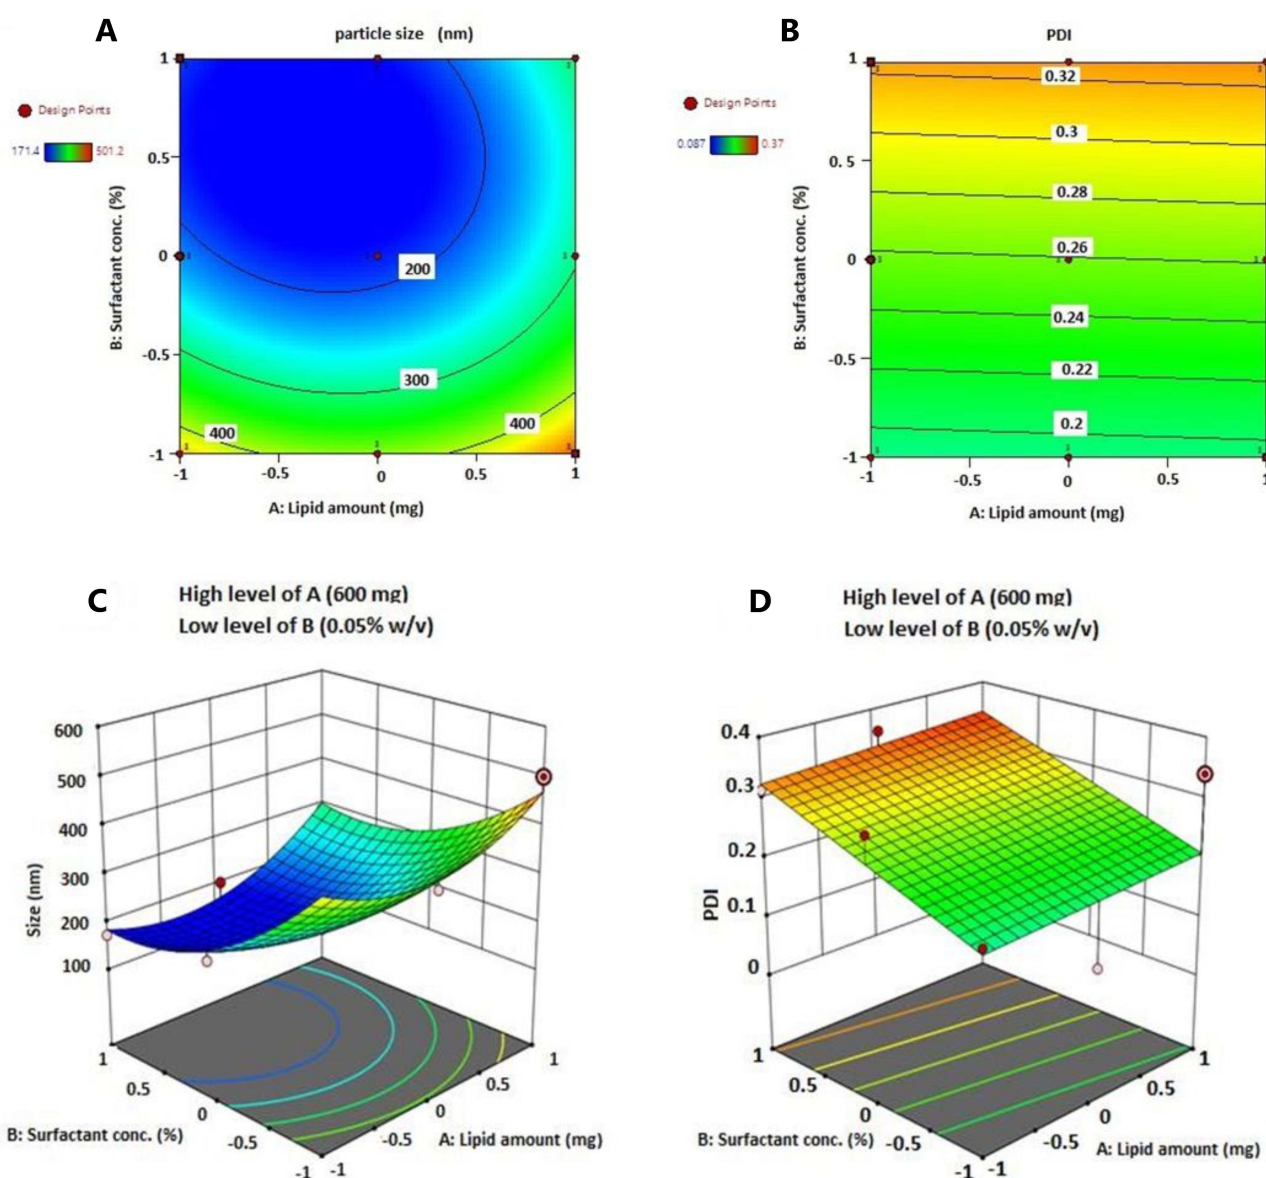 A
particle size (nm)
Design Points
171.4 501.2
B: Surfactant conc. (%)
1
0.5
0
-0.5
-1
200
300
400
400
-1 -0.5 0 0.5 1
A: Lipid amount (mg)
B
PDI
Design Points
0.087 0.37
B: Surfactant conc. (%)
1
0.5
0
-0.5
-1
0.32
0.3
0.28
0.26
0.24
0.22
0.2
-1 -0.5 0 0.5 1
A: Lipid amount (mg)
C
High level of A (600 mg)
Low level of B (0.05% w/v)
Size (nm)
600
500
400
300
200
100
1
0.5
0
-0.5
-1
B: Surfactant conc. (%)
-1
-0.5
0
0.5
1
A: Lipid amount (mg)
D
High level of A (600 mg)
Low level of B (0.05% w/v)
PDI
0.4
0.3
0.2
0.1
0
1
0.5
0
-0.5
-1
B: Surfactant conc. (%)
-1
-0.5
0
0.5
1
A: Lipid amount (mg)